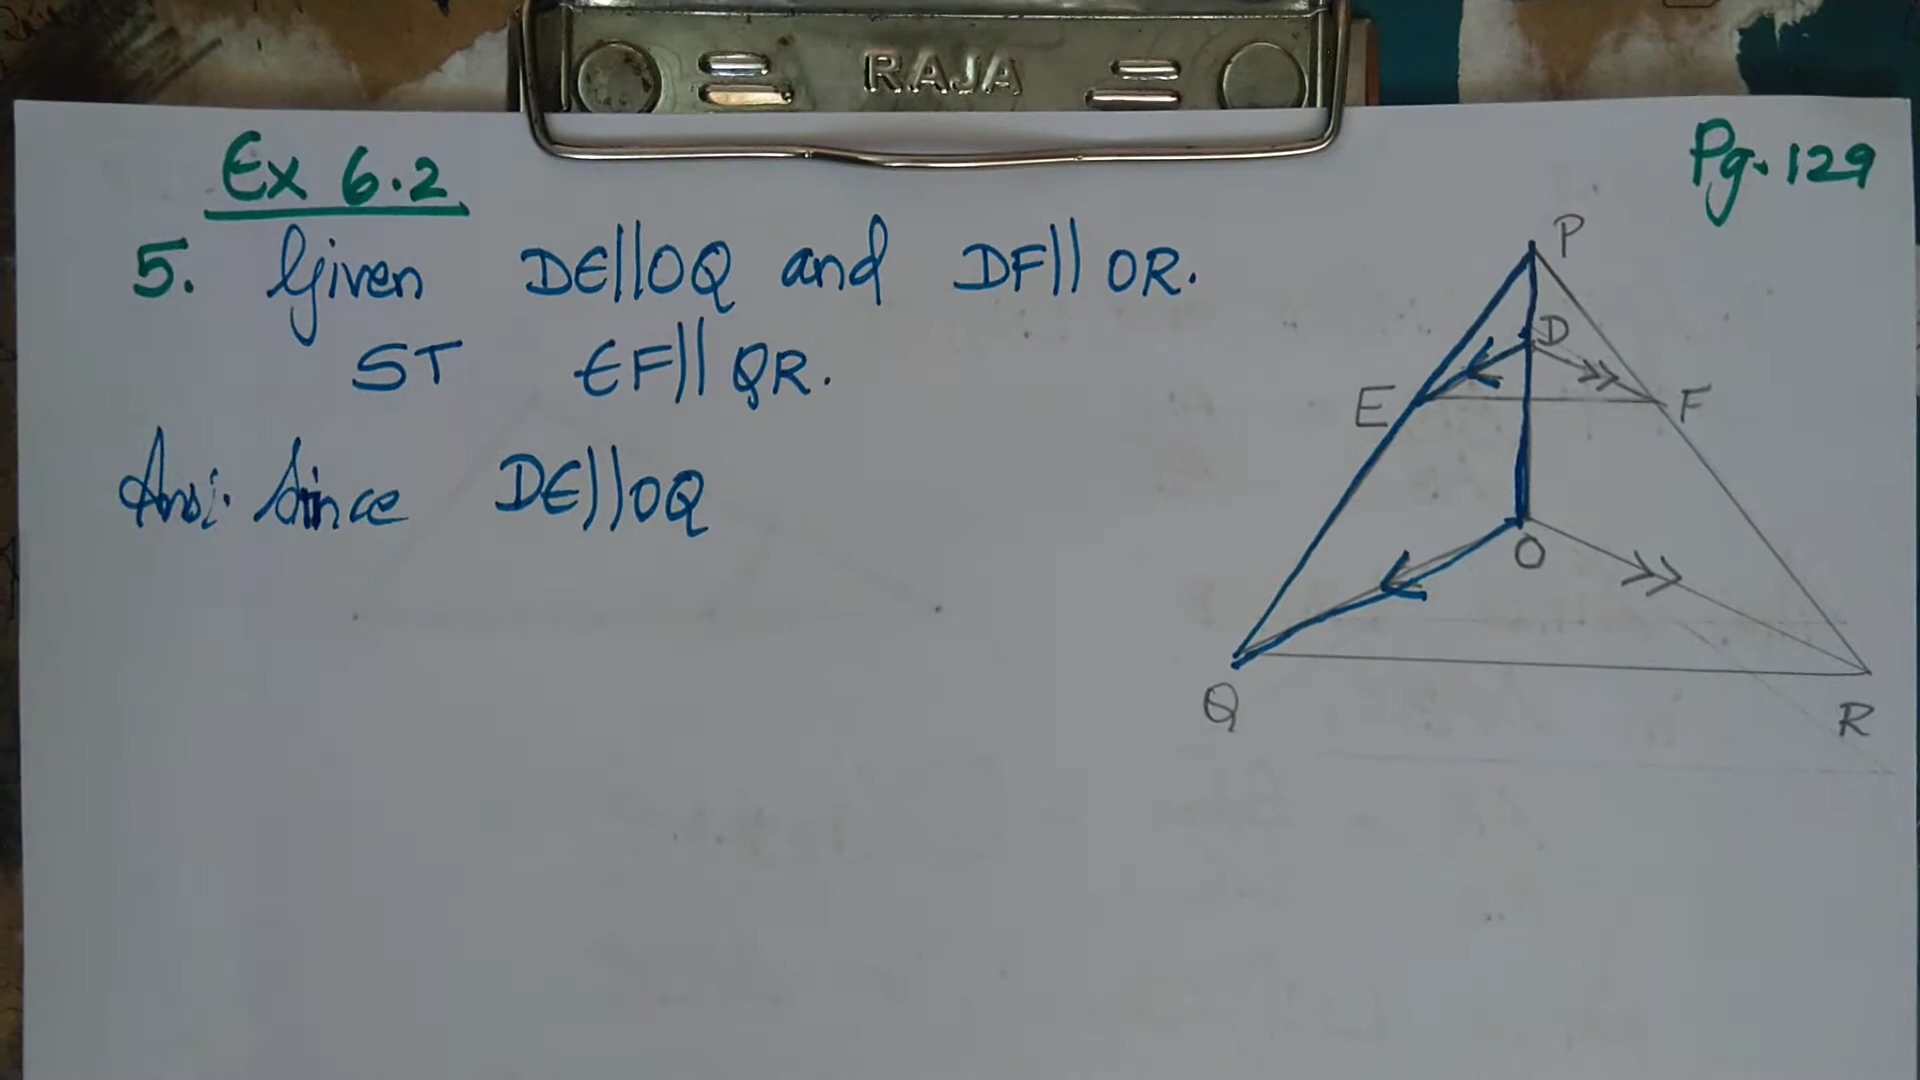 RAJA
Ex 6.2
Pg. 129
5. Given DE||OQ and DF||OR.
ST EF||QR.
Ans:. Since DE||OQ
P
D
E
F
O
Q
R